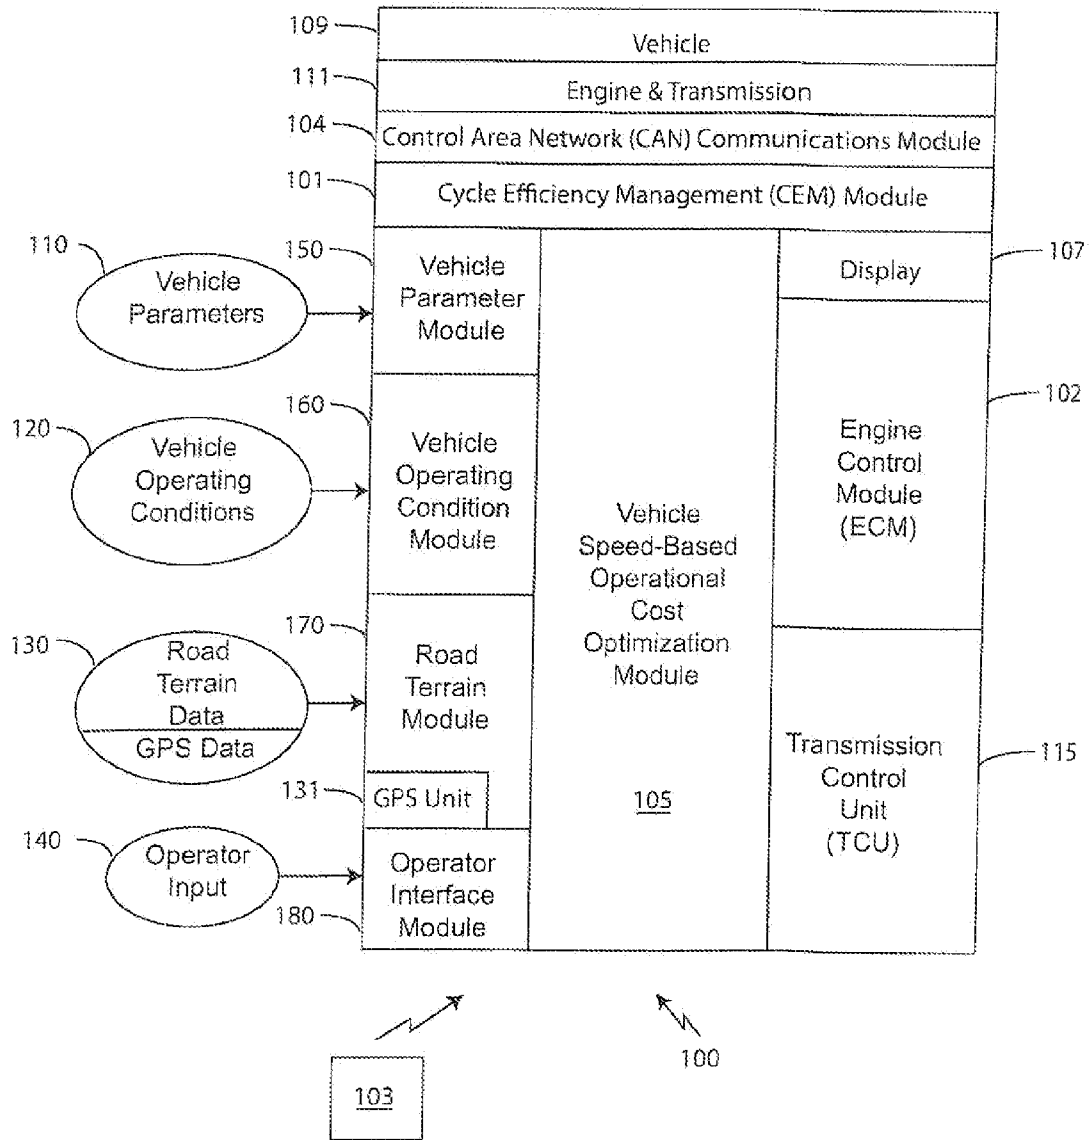 109
Vehicle
111
Engine & Transmission
104
Control Area Network (CAN) Communications Module
101
Cycle Efficiency Management (CEM) Module
110
Vehicle
Parameters
150
Vehicle
Parameter
Module
Display
107
120
Vehicle
Operating
Conditions
160
Vehicle
Operating
Condition
Module
Vehicle
Speed-Based
Operational
Cost
Optimization
Module
105
Engine
Control
Module
(ECM)
102
130
Road
Terrain
Data
GPS Data
170
Road
Terrain
Module
131
GPS Unit
Transmission
Control
Unit
(TCU)
115
140
Operator
Input
180
Operator
Interface
Module
103
100